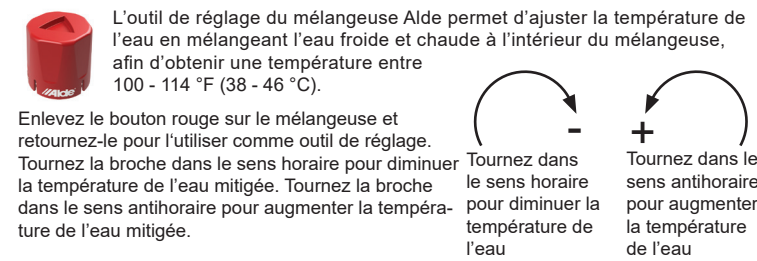 L’outil de réglage du mélangeuse Alde permet d’ajuster la température de
l’eau en mélangeant l’eau froide et chaude à l’intérieur du mélangeuse,
afin d’obtenir une température entre
100 - 114 °F (38 - 46 °C).
Alde
Enlevez le bouton rouge sur le mélangeuse et
retournez-le pour l‘utiliser comme outil de réglage.
Tournez la broche dans le sens horaire pour diminuer
la température de l’eau mitigée. Tournez la broche
dans le sens antihoraire pour augmenter la tempéra-
ture de l’eau mitigée.
-
Tournez dans
le sens horaire
pour diminuer la
température de
l’eau
+
Tournez dans le
sens antihoraire
pour augmenter
la température
de l’eau